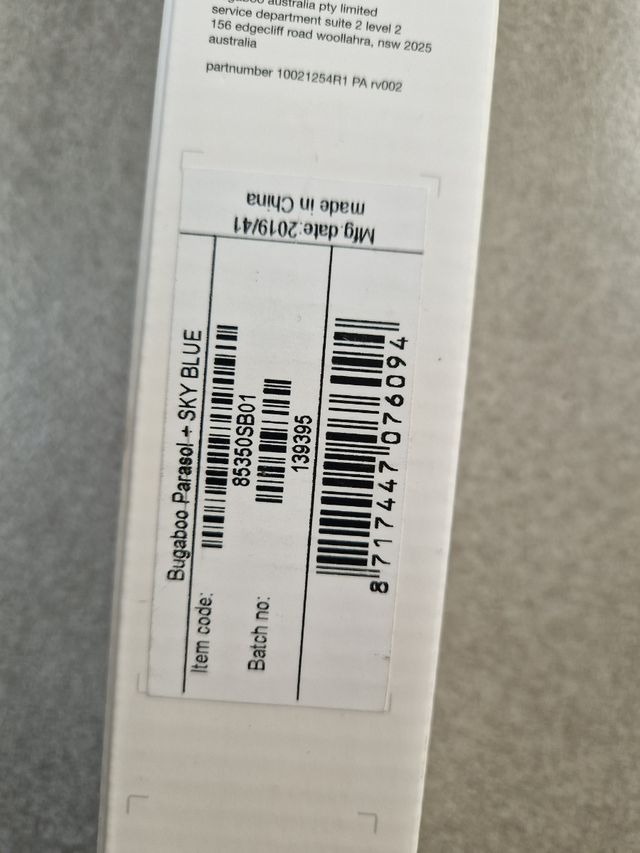 australia pty limited
service department suite 2 level 2
156 edgecliff road woollahra, nsw 2025
australia
partnumber 10021254R1 PA rv002
Mfg.date:2019/41
made in China
Bugaboo Parasol + SKY BLUE
Item code:
85350SB01
Batch no:
139395
8717447076094